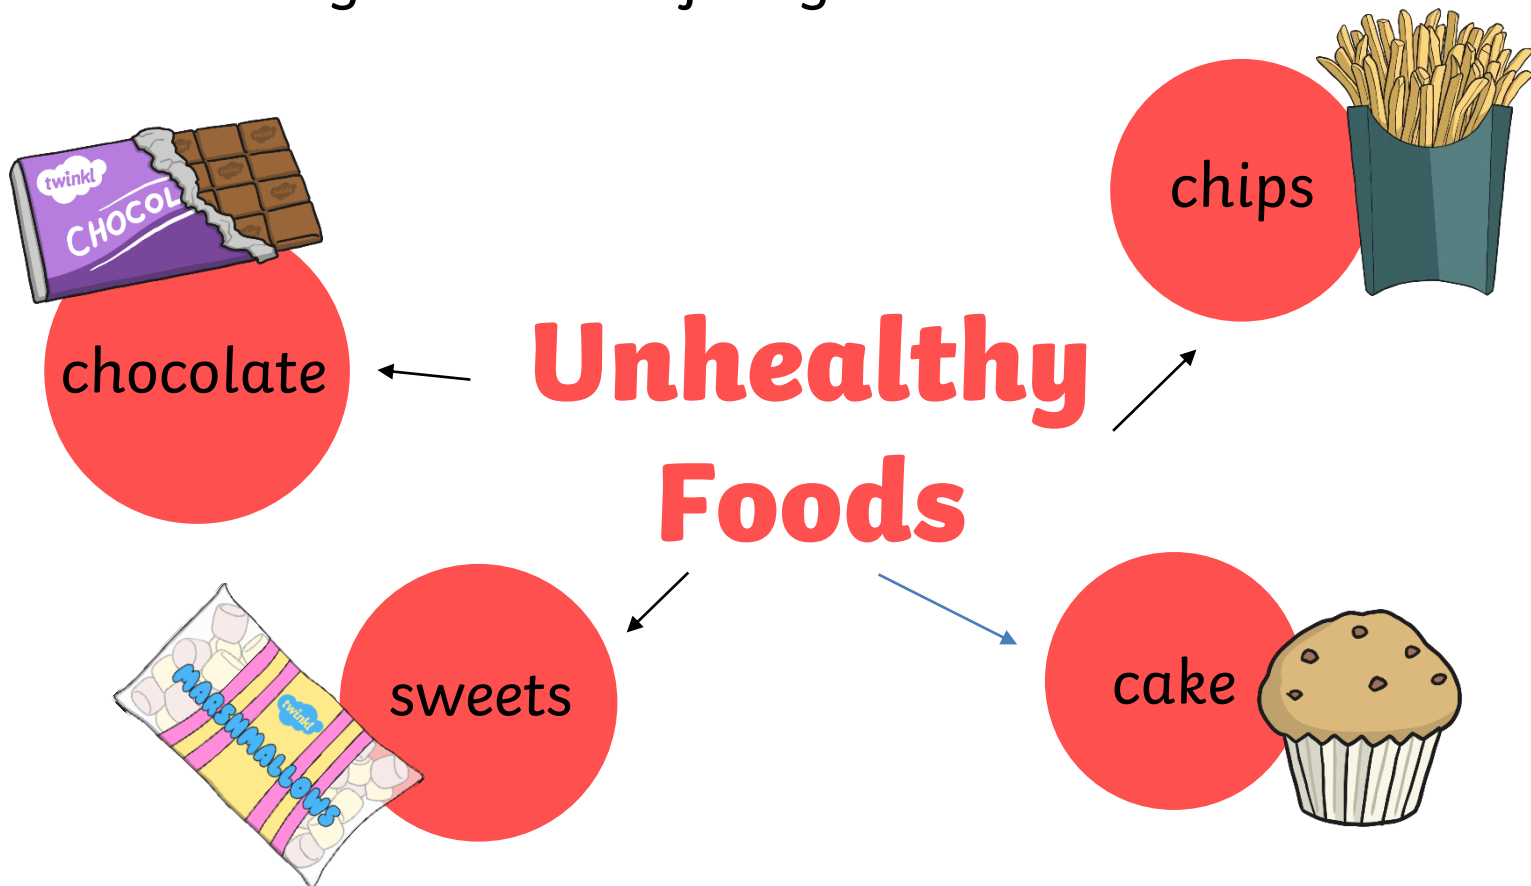 chips
twinkl
CHOCOL
chocolate
Unhealthy
Foods
sweets
twinkl
MARSHMALLOWS
cake